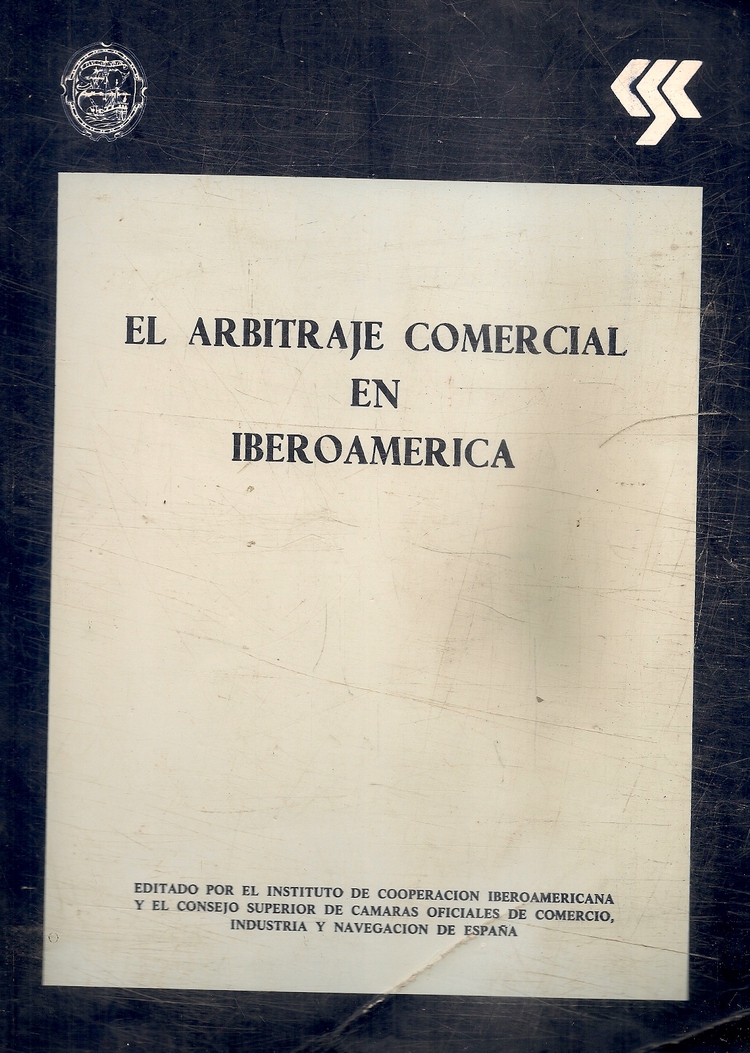 EL ARBITRAJE COMERCIAL
EN
IBEROAMERICA
EDITADO POR EL INSTITUTO DE COOPERACION IBEROAMERICANA
Y EL CONSEJO SUPERIOR DE CAMARAS OFICIALES DE COMERCIO,
INDUSTRIA Y NAVEGACION DE ESPAÑA